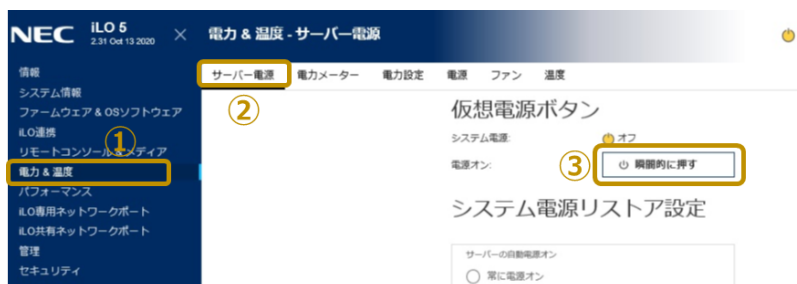 NEC iLO 5
2.31 Oct 13 2020
×
電力 & 温度 - サーバー電源
情報
システム情報
ファームウェア & OSソフトウェア
iLO連携
リモートコンソール & メディア
電力 & 温度
パフォーマンス
iLO専用ネットワークポート
iLO共有ネットワークポート
管理
セキュリティ
①
サーバー電源 電力メーター 電力設定 電源 ファン 温度
②
仮想電源ボタン
システム電源: オフ
電源オン: ③ 瞬間的に押す
システム電源リストア設定
サーバーの自動電源オン
常に電源オン